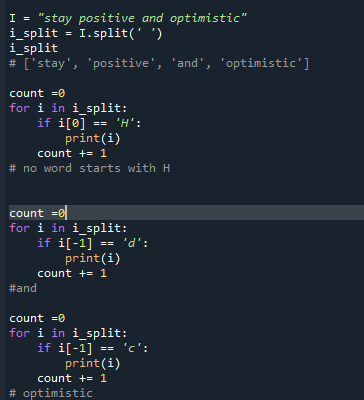 I = "stay positive and optimistic"
i_split = I.split(' ')
i_split
# ['stay', 'positive', 'and', 'optimistic']

count =0
for i in i_split:
    if i[0] == 'H':
        print(i)
    count += 1
# no word starts with H


count =0
for i in i_split:
    if i[-1] == 'd':
        print(i)
    count += 1
#and

count =0
for i in i_split:
    if i[-1] == 'c':
        print(i)
    count += 1
# optimistic